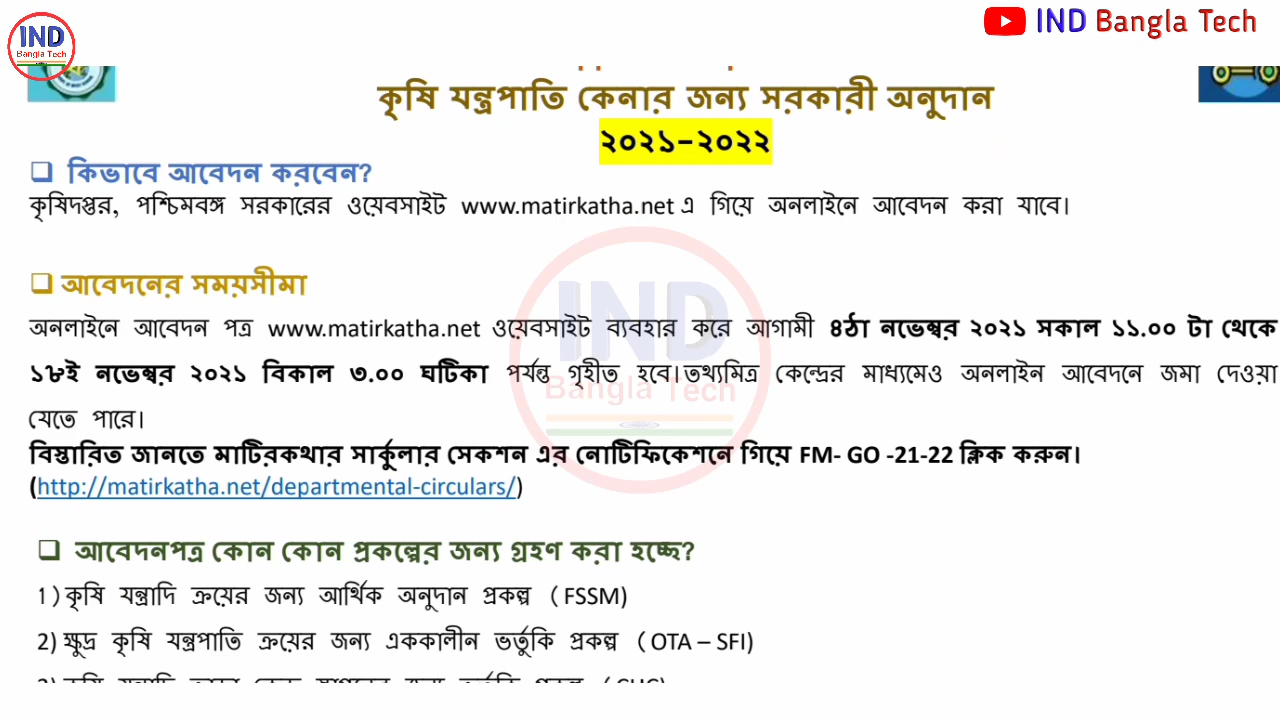 IND
Bangla Tech
IND Bangla Tech
কৃষি যন্ত্রপাতি কেনার জন্য সরকারী অনুদান
২০২১-২০২২
কিভাবে আবেদন করবেন?
কৃষিদপ্তর, পশ্চিমবঙ্গ সরকারের ওয়েবসাইট www.matirkatha.net এ গিয়ে অনলাইনে আবেদন করা যাবে।
আবেদনের সময়সীমা
অনলাইনে আবেদন পত্র www.matirkatha.net ওয়েবসাইট ব্যবহার করে আগামী ৪ঠা নভেম্বর ২০২১ সকাল ১১.০০ টা থেকে
১৮ই নভেম্বর ২০২১ বিকাল ৩.০০ ঘটিকা পর্যন্ত গৃহীত হবে।তথ্যমিত্র কেন্দ্রের মাধ্যমেও অনলাইন আবেদনে জমা দেওয়া
যেতে পারে।
বিস্তারিত জানতে মাটিরকথার সার্কুলার সেকশন এর নোটিফিকেশনে গিয়ে FM- GO -21-22 ক্লিক করুন।
(http://matirkatha.net/departmental-circulars/)
IND
Bangla Tech
আবেদনপত্র কোন কোন প্রকল্পের জন্য গ্রহণ করা হচ্ছে?
1) কৃষি যন্ত্রাদি ক্রয়ের জন্য আর্থিক অনুদান প্রকল্প (FSSM)
2) ক্ষুদ্র কৃষি যন্ত্রপাতি ক্রয়ের জন্য এককালীন ভর্তুকি প্রকল্প (OTA – SFI)